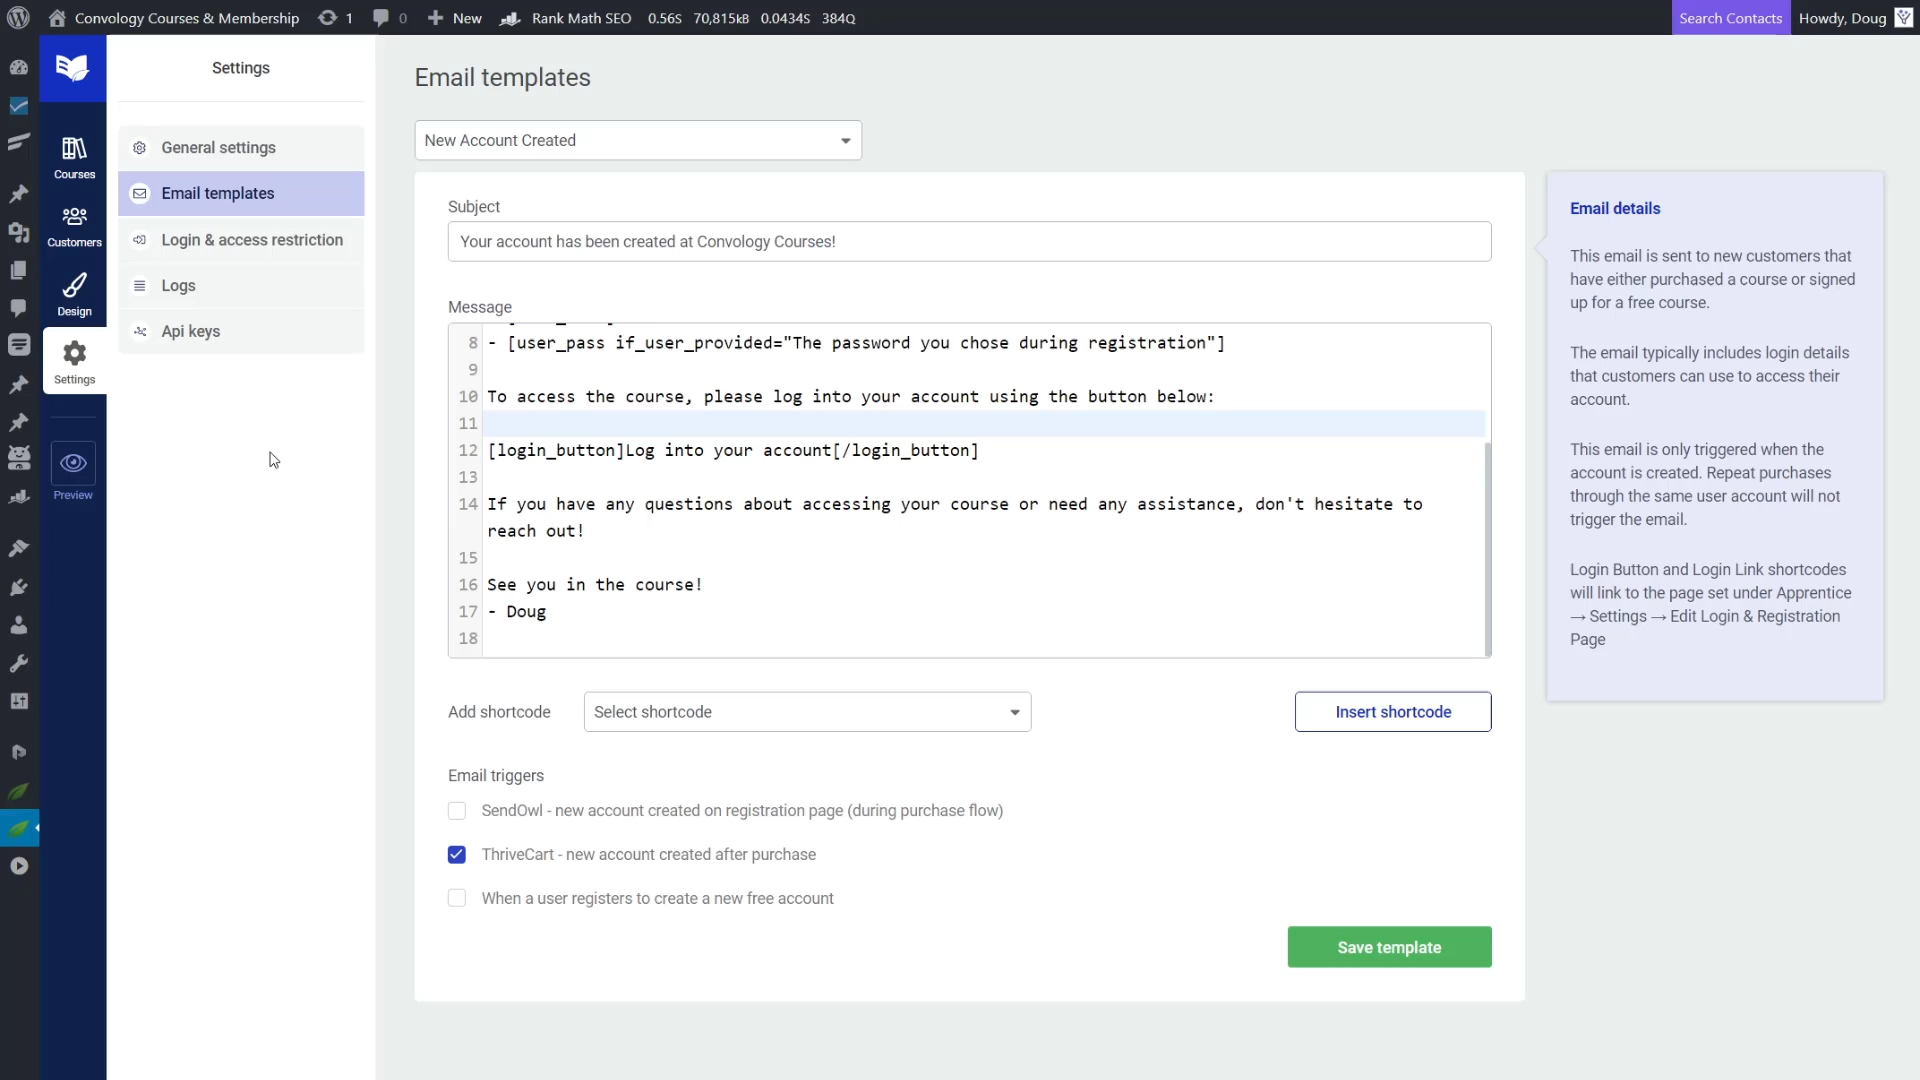 Convology Courses & Membership
1
0
New
Rank Math SEO
0.56S 70,815KB 0.0434S 384Q
Search Contacts
Howdy, Doug
Courses
Customers
Design
Settings
Preview
Settings
General settings
Email templates
Login & access restriction
Logs
Api keys
Email templates
New Account Created
Subject
Your account has been created at Convology Courses!
Message
8 - [user_pass if_user_provided="The password you chose during registration"]
9
10 To access the course, please log into your account using the button below:
11
12 [login_button]Log into your account[/login_button]
13
14 If you have any questions about accessing your course or need any assistance, don't hesitate to
reach out!
15
16 See you in the course!
17 - Doug
18
Add shortcode
Select shortcode
Insert shortcode
Email triggers
SendOwl - new account created on registration page (during purchase flow)
ThriveCart - new account created after purchase
When a user registers to create a new free account
Save template
Email details
This email is sent to new customers that
have either purchased a course or signed
up for a free course.
The email typically includes login details
that customers can use to access their
account.
This email is only triggered when the
account is created. Repeat purchases
through the same user account will not
trigger the email.
Login Button and Login Link shortcodes
will link to the page set under Apprentice
→ Settings → Edit Login & Registration
Page